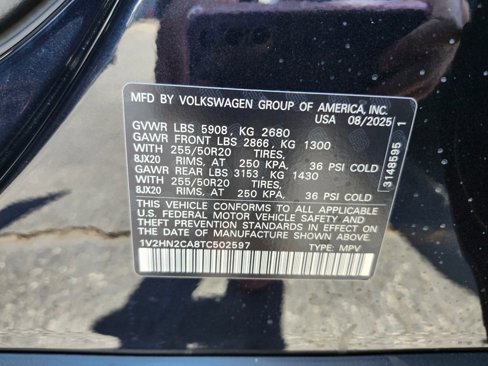 MFD BY VOLKSWAGEN GROUP OF AMERICA, INC.
USA 08/2025
GVWR LBS 5908, KG 2680
GAWR FRONT LBS 2866, KG 1300
WITH 255/50R20 TIRES,
8JX20 RIMS, AT 250 KPA, 36 PSI COLD
GAWR REAR LBS 3153, KG 1430
WITH 255/50R20 TIRES,
8JX20 RIMS, AT 250 KPA, 36 PSI COLD
THIS VEHICLE CONFORMS TO ALL APPLICABLE
U.S. FEDERAL MOTOR VEHICLE SAFETY AND
THEFT PREVENTION STANDARDS IN EFFECT ON
THE DATE OF MANUFACTURE SHOWN ABOVE.
1V2HN2CA8TC502597 TYPE: MPV
3148595 1